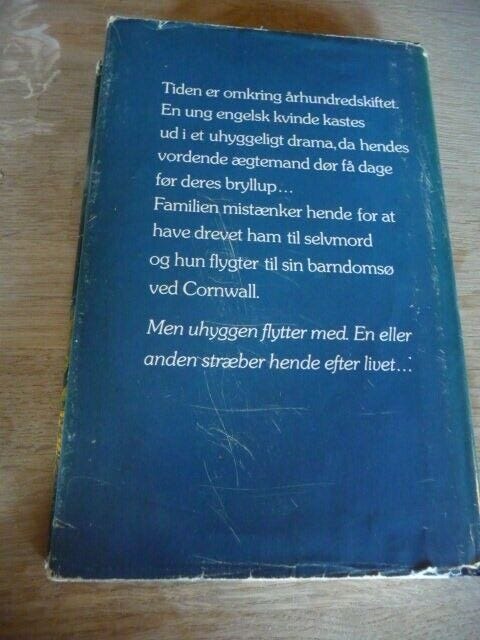 Tiden er omkring århundredskiftet.
En ung engelsk kvinde kastes
ud i et uhyggeligt drama, da hendes
vordende ægtemand dør få dage
før deres bryllup...
Familien mistænker hende for at
have drevet ham til selvmord
og hun flygter til sin barndomsø
ved Cornwall.
Men uhyggen flytter med. En eller
anden stræber hende efter livet...